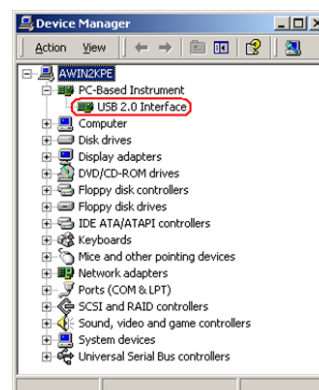 Device Manager
Action View
AWIN2KPE
PC-Based Instrument
USB 2.0 Interface
Computer
Disk drives
Display adapters
DVD/CD-ROM drives
Floppy disk controllers
Floppy disk drives
IDE ATA/ATAPI controllers
Keyboards
Mice and other pointing devices
Network adapters
Ports (COM & LPT)
SCSI and RAID controllers
Sound, video and game controllers
System devices
Universal Serial Bus controllers